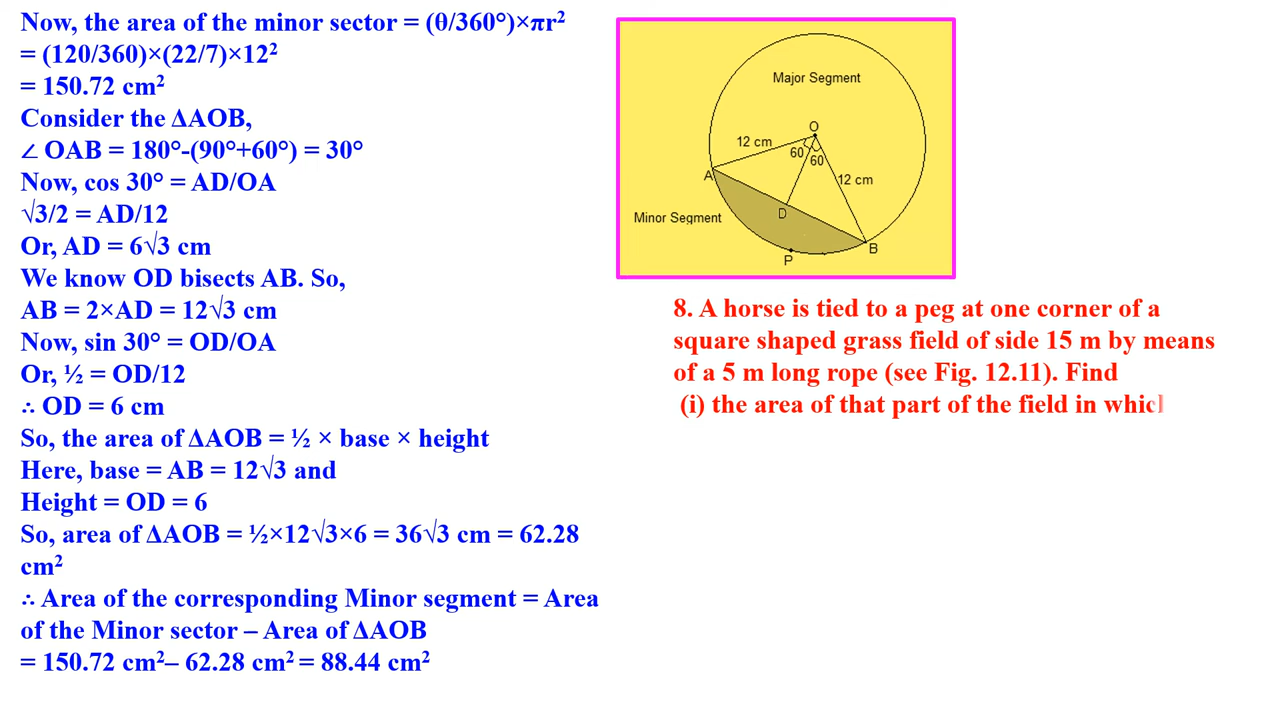 Now, the area of the minor sector = (θ/360°)×πr²
= (120/360)×(22/7)×12²
= 150.72 cm²
Consider the ΔAOB,
∠ OAB = 180°-(90°+60°) = 30°
Now, cos 30° = AD/OA
√3/2 = AD/12
Or, AD = 6√3 cm
We know OD bisects AB. So,
AB = 2×AD = 12√3 cm
Now, sin 30° = OD/OA
Or, ½ = OD/12
∴ OD = 6 cm
So, the area of ΔAOB = ½ × base × height
Here, base = AB = 12√3 and
Height = OD = 6
So, area of ΔAOB = ½×12√3×6 = 36√3 cm = 62.28
cm²
∴ Area of the corresponding Minor segment = Area
of the Minor sector – Area of ΔAOB
= 150.72 cm²– 62.28 cm² = 88.44 cm²
Major Segment
O
12 cm
60
60
A
12 cm
D
Minor Segment
B
P
8. A horse is tied to a peg at one corner of a
square shaped grass field of side 15 m by means
of a 5 m long rope (see Fig. 12.11). Find
(i) the area of that part of the field in